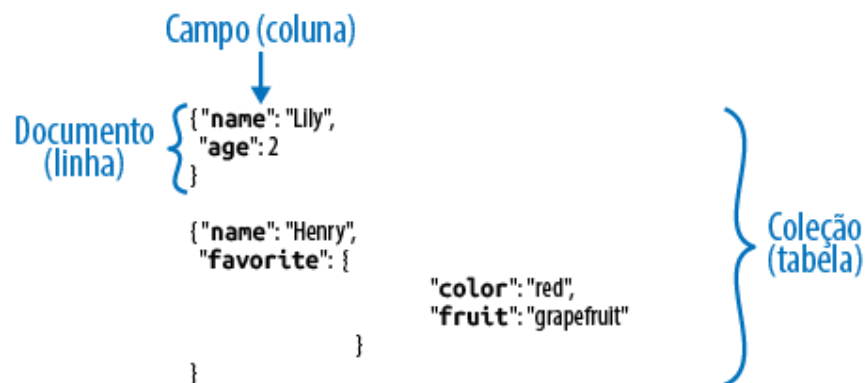 Campo (coluna)
Documento
(linha)
{ "name": "Lily",
"age": 2
}
{ "name": "Henry",
"favorite": {
"color": "red",
"fruit": "grapefruit"
}
}
Coleção
(tabela)